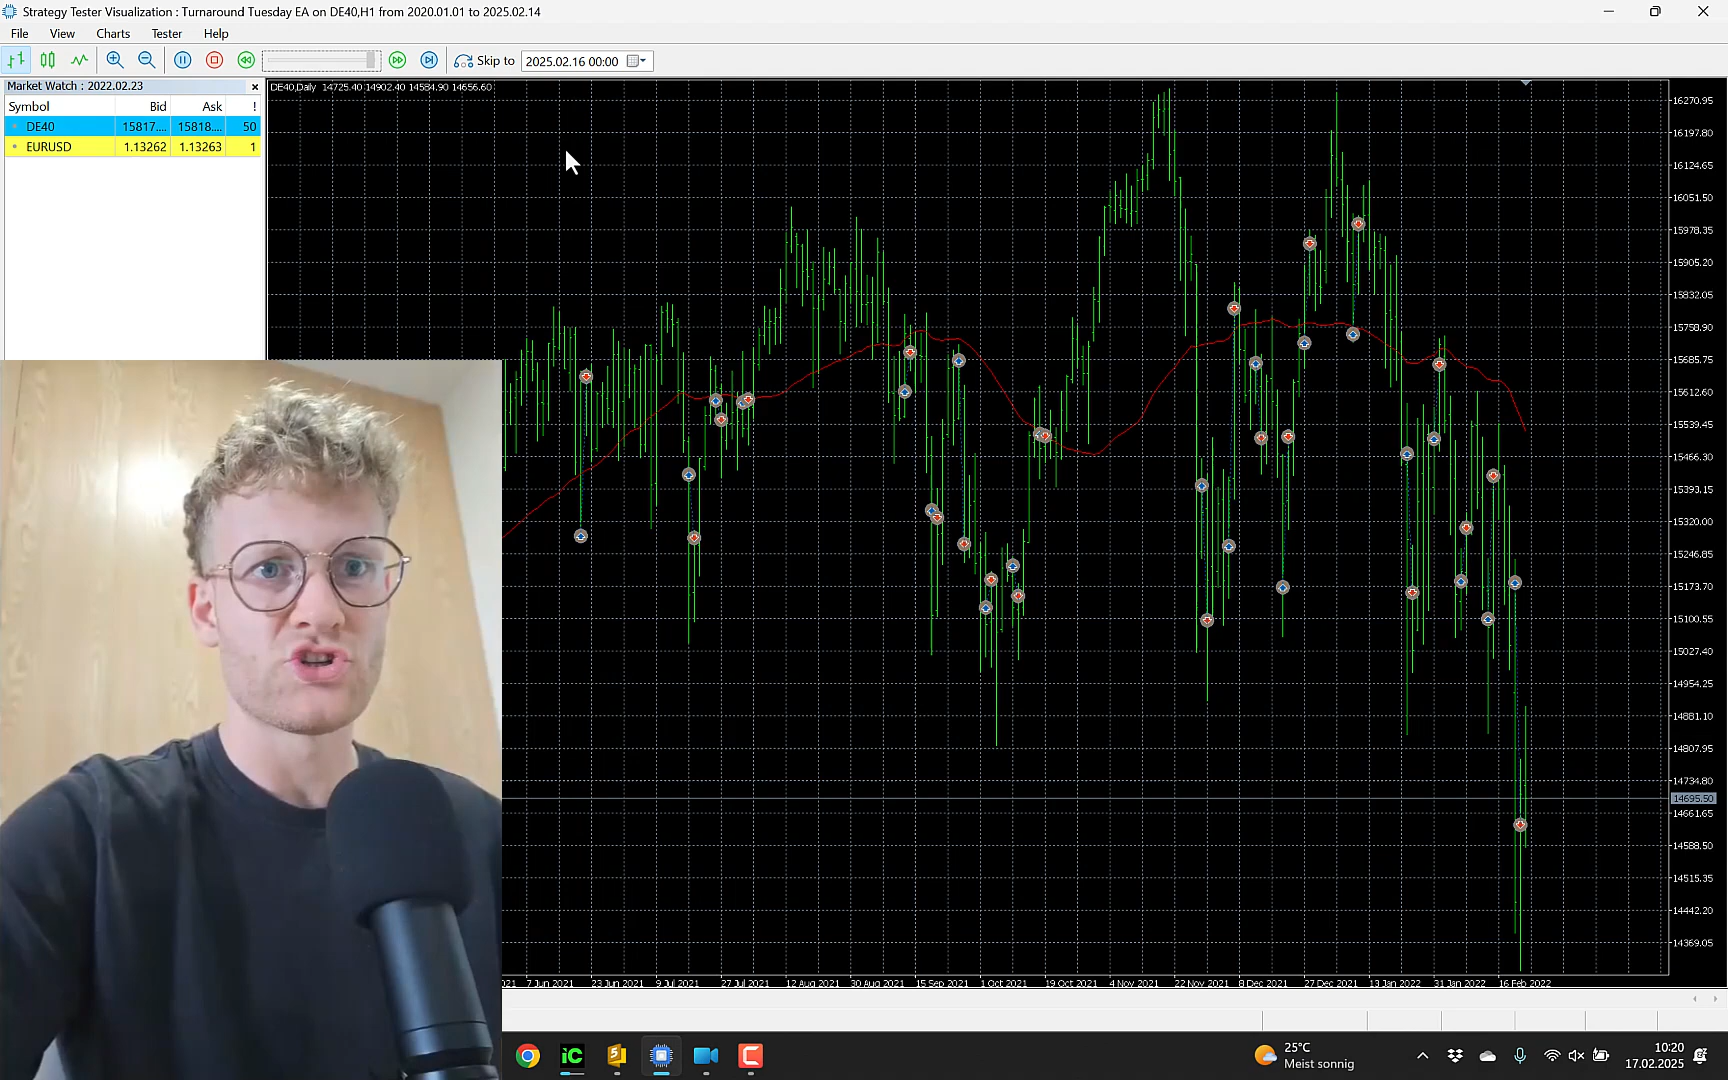 Strategy Tester Visualization : Turnaround Tuesday EA on DE40,H1 from 2020.01.01 to 2025.02.14
File View Charts Tester Help
Skip to 2025.02.16 00:00
Market Watch : 2022.02.23
Symbol Bid Ask !
DE40 15817.... 15818.... 50
EURUSD 1.13262 1.13263 1
DE40,Daily 14725.40 14902.40 14584.90 14656.60
16270.95
16197.80
16124.65
16051.50
15978.35
15905.20
15832.05
15758.90
15685.75
15612.60
15539.45
15466.30
15393.15
15320.00
15246.85
15173.70
15100.55
15027.40
14954.25
14881.10
14807.95
14734.80
14695.50
14661.65
14588.50
14515.35
14442.20
14369.05
021 7 Jun 2021 23 Jun 2021 9 Jul 2021 27 Jul 2021 12 Aug 2021 30 Aug 2021 15 Sep 2021 1 Oct 2021 19 Oct 2021 4 Nov 2021 22 Nov 2021 8 Dec 2021 27 Dec 2021 13 Jan 2022 31 Jan 2022 16 Feb 2022
iC
5
C
25°C
Meist sonnig
10:20
17.02.2025